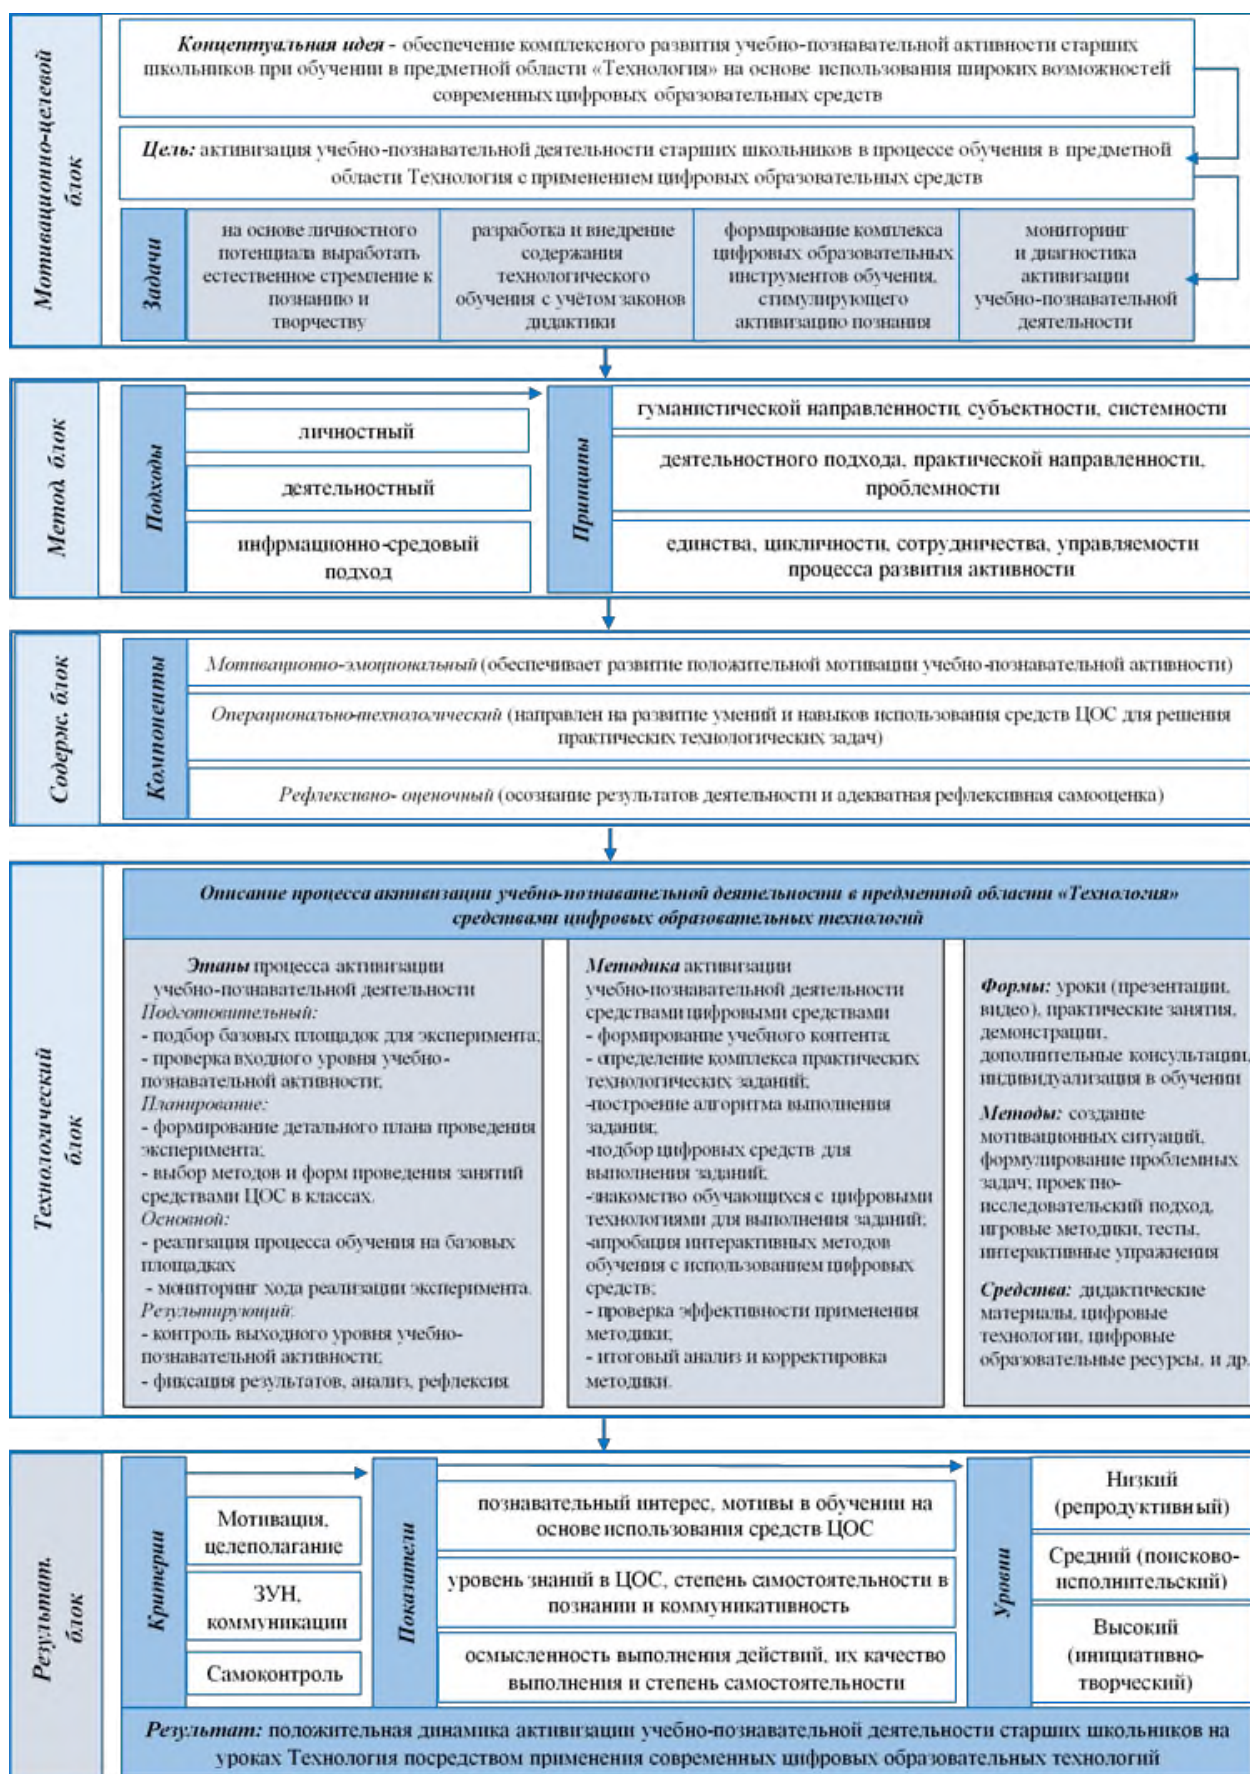 Мотивационно-целевой
блок
Концептуальная идея - обеспечение комплексного развития учебно-познавательной активности старших
школьников при обучении в предметной области «Технология» на основе использования широких возможностей
современных цифровых образовательных средств
Цель: активизация учебно-познавательной деятельности старших школьников в процессе обучения в предметной
области Технология с применением цифровых образовательных средств
Задачи
на основе личностного
потенциала выработать
естественное стремление к
познанию и
творчеству
разработка и внедрение
содержания
технологического
обучения с учётом законов
дидактики
формирование комплекса
цифровых образовательных
инструментов обучения,
стимулирующего
активизацию познания
мониторинг
и диагностика
активизации
учебно-познавательной
деятельности
Метод. блок
Подходы
личностный
деятельностный
инфрмационно-средовый
подход
Принципы
гуманистической направленности, субъектности, системности
деятельностного подхода, практической направленности,
проблемности
единства, цикличности, сотрудничества, управляемости
процесса развития активности
Содерж. блок
Компоненты
Мотивационно-эмоциональный (обеспечивает развитие положительной мотивации учебно-познавательной активности)
Операционально-технологический (направлен на развитие умений и навыков использования средств ЦОС для решения
практических технологических задач)
Рефлексивно- оценочный (осознание результатов деятельности и адекватная рефлексивная самооценка)
Технологический
блок
Описание процесса активизации учебно-познавательной деятельности в предметной области «Технология»
средствами цифровых образовательных технологий
Этапы процесса активизации
учебно-познавательной деятельности
Подготовительный:
- подбор базовых площадок для эксперимента;
- проверка входного уровня учебно-
познавательной активности;
Планирование:
- формирование детального плана проведения
эксперимента;
- выбор методов и форм проведения занятий
средствами ЦОС в классах.
Основной:
- реализация процесса обучения на базовых
площадках
- мониторинг хода реализации эксперимента.
Результирующий:
- контроль выходного уровня учебно-
познавательной активности;
- фиксация результатов, анализ, рефлексия
Методика активизации
учебно-познавательной деятельности
средствами цифровыми средствами
- формирование учебного контента;
- определение комплекса практических
технологических заданий;
-построение алгоритма выполнения
задания;
-подбор цифровых средств для
выполнения заданий;
-знакомство обучающихся с цифровыми
технологиями для выполнения заданий;
-апробация интерактивных методов
обучения с использованием цифровых
средств;
- проверка эффективности применения
методики;
- итоговый анализ и корректировка
методики.
Формы: уроки (презентации,
видео), практические занятия,
демонстрации,
дополнительные консультации,
индивидуализация в обучении
Методы: создание
мотивационных ситуаций,
формулирование проблемных
задач; проектно-
исследовательский подход,
игровые методики, тесты,
интерактивные упражнения
Средства: дидактические
материалы, цифровые
технологии, цифровые
образовательные ресурсы, и др.
Результат.
блок
Критерии
Мотивация,
целеполагание
ЗУН,
коммуникации
Самоконтроль
Показатели
познавательный интерес, мотивы в обучении на
основе использования средств ЦОС
уровень знаний в ЦОС, степень самостоятельности в
познании и коммуникативность
осмысленность выполнения действий, их качество
выполнения и степень самостоятельности
Уровни
Низкий
(репродуктивный)
Средний (поисково-
исполнительский)
Высокий
(инициативно-
творческий)
Результат: положительная динамика активизации учебно-познавательной деятельности старших школьников на
уроках Технология посредством применения современных цифровых образовательных технологий